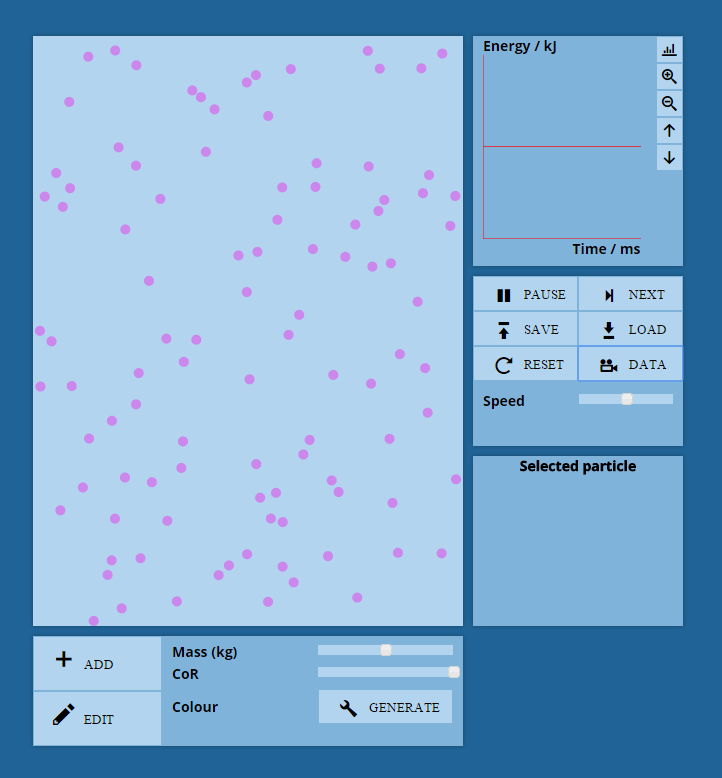 Energy / kJ
Time / ms
PAUSE
NEXT
SAVE
LOAD
RESET
DATA
Speed
Selected particle
ADD
EDIT
Mass (kg)
CoR
Colour
GENERATE